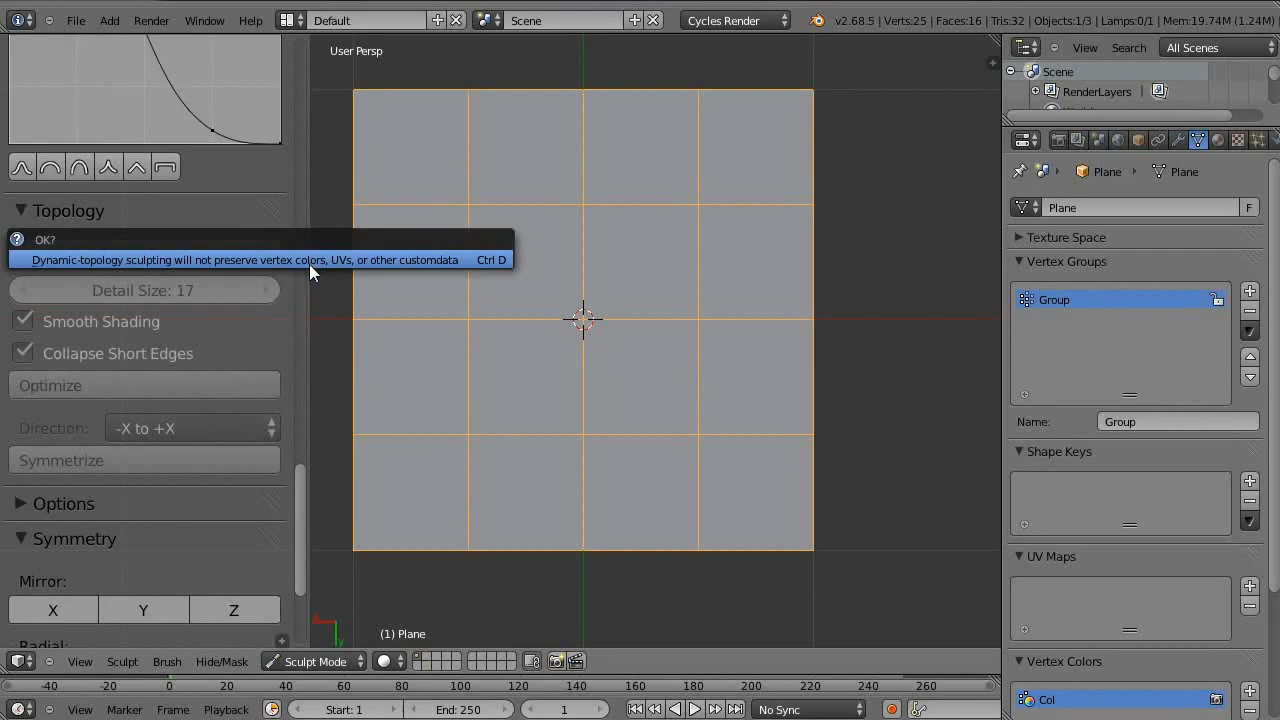 File Add Render Window Help Default Scene Cycles Render v2.68.5 | Verts:25 | Faces:16 | Tris:32 | Objects:1/3 | Lamps:0/1 | Mem:19.74M (1.24M)
User Persp
View Search All Scenes
Scene
RenderLayers
Plane Plane
Plane F
Topology
Texture Space
OK?
Dynamic-topology sculpting will not preserve vertex colors, UVs, or other customdata Ctrl D
Vertex Groups
Detail Size: 17
Group
Smooth Shading
Collapse Short Edges
Optimize
Direction: -X to +X
Name: Group
Symmetrize
Shape Keys
Options
Symmetry
UV Maps
Mirror:
X Y Z
(1) Plane
Radial:
View Sculpt Brush Hide/Mask Sculpt Mode
Vertex Colors
-40 -20 0 20 40 60 80 100 120 140 160 180 200 220 240 260
Col
View Marker Frame Playback Start: 1 End: 250 1 No Sync